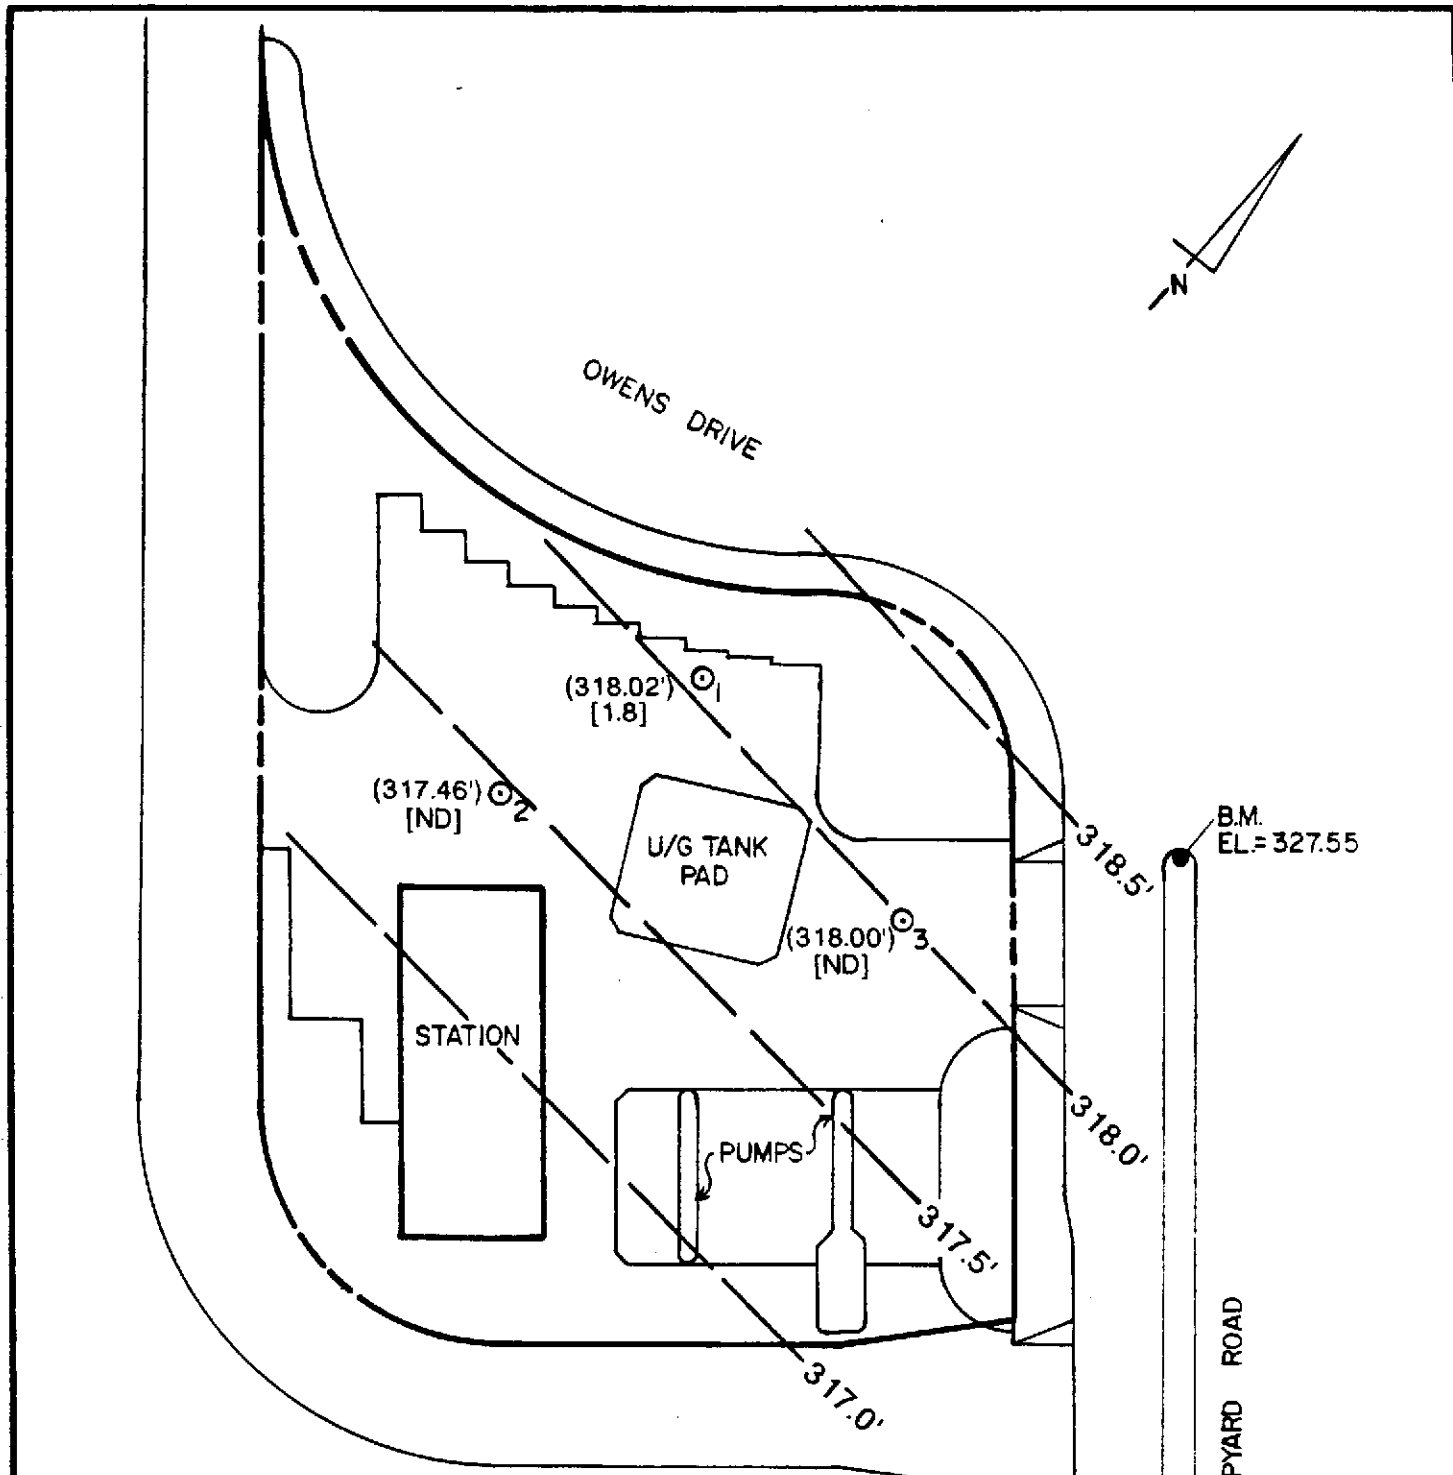 N
OWENS DRIVE
(318.02')
[1.8]
1
(317.46')
[ND]
2
U/G TANK
PAD
B.M.
EL.= 327.55
318.5'
(318.00')
[ND]
3
STATION
318.0'
PUMPS
317.5'
317.0'
PYARD ROAD